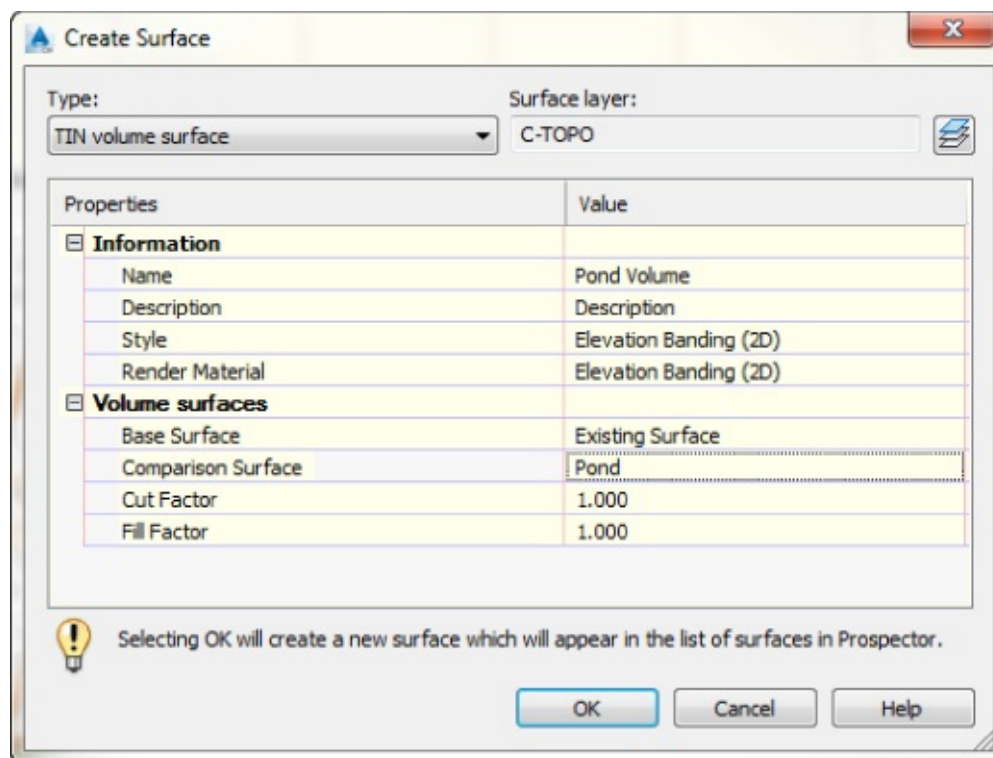 Create Surface
Type: Surface layer:
TIN volume surface C-TOPO
Properties Value
Information
Name Pond Volume
Description Description
Style Elevation Banding (2D)
Render Material Elevation Banding (2D)
Volume surfaces
Base Surface Existing Surface
Comparison Surface Pond
Cut Factor 1.000
Fill Factor 1.000
Selecting OK will create a new surface which will appear in the list of surfaces in Prospector.
OK Cancel Help